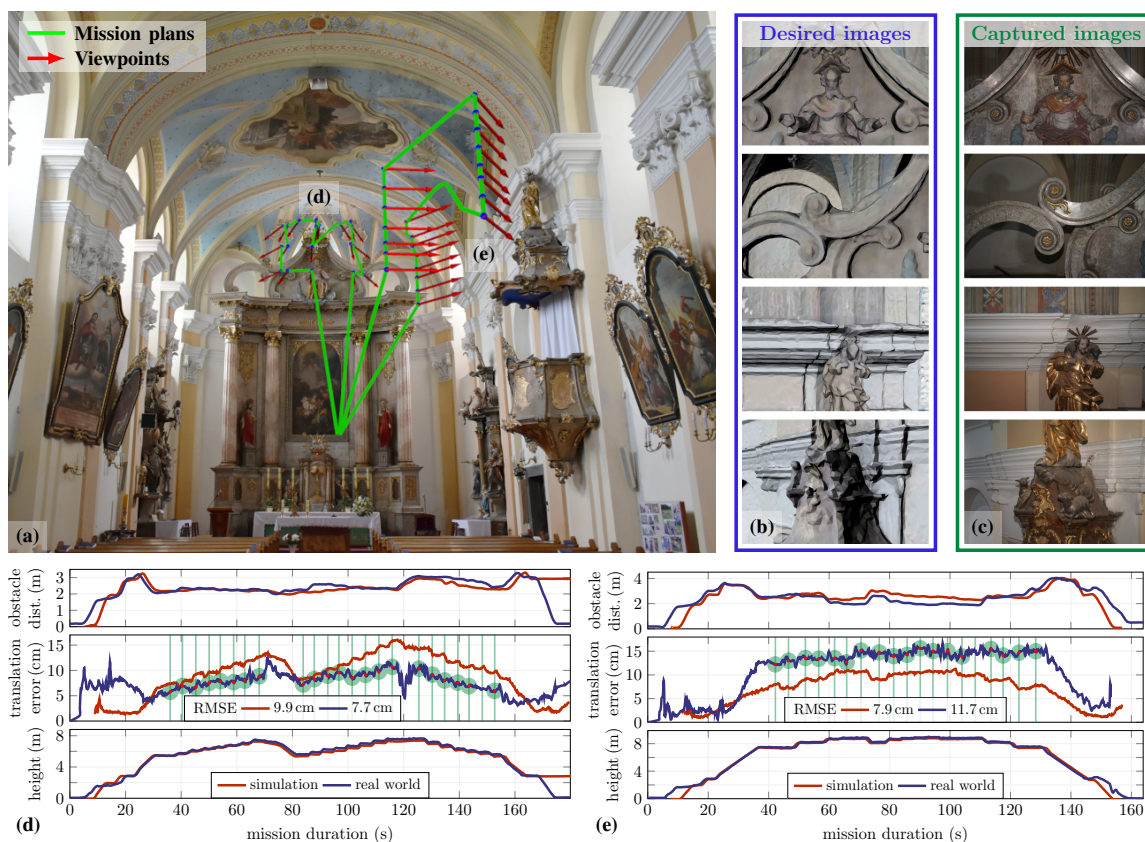 Mission plans
Viewpoints
(d)
(e)
(a)
Desired images
(b)
Captured images
(c)
obstacle
dist. (m)
0
1
2
3
translation
error (cm)
0
5
10
15
RMSE 9.9 cm 7.7 cm
height (m)
0
4
8
simulation real world
0 20 40 60 80 100 120 140 160
(d)
mission duration (s)
obstacle
dist. (m)
0
2
4
translation
error (cm)
0
5
10
15
RMSE 7.9 cm 11.7 cm
height (m)
0
4
8
simulation real world
0 20 40 60 80 100 120 140 160
(e)
mission duration (s)